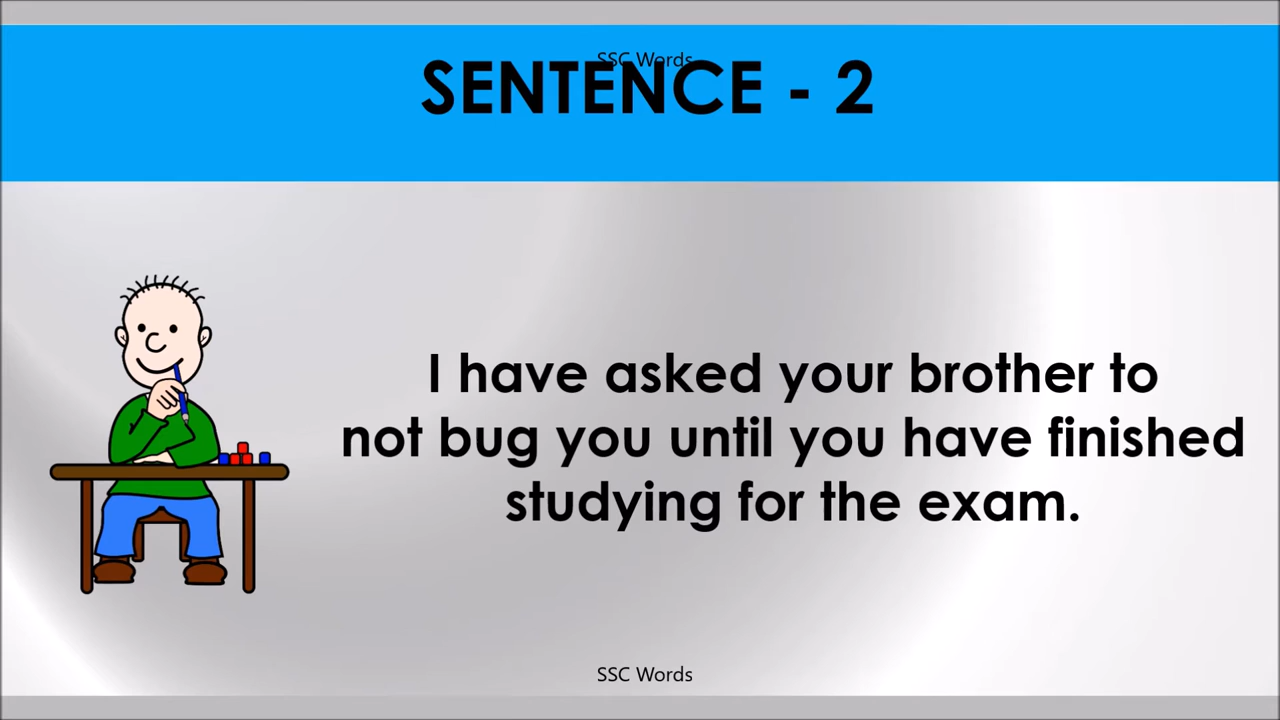 SSC Words
SENTENCE - 2
I have asked your brother to
not bug you until you have finished
studying for the exam.
SSC Words